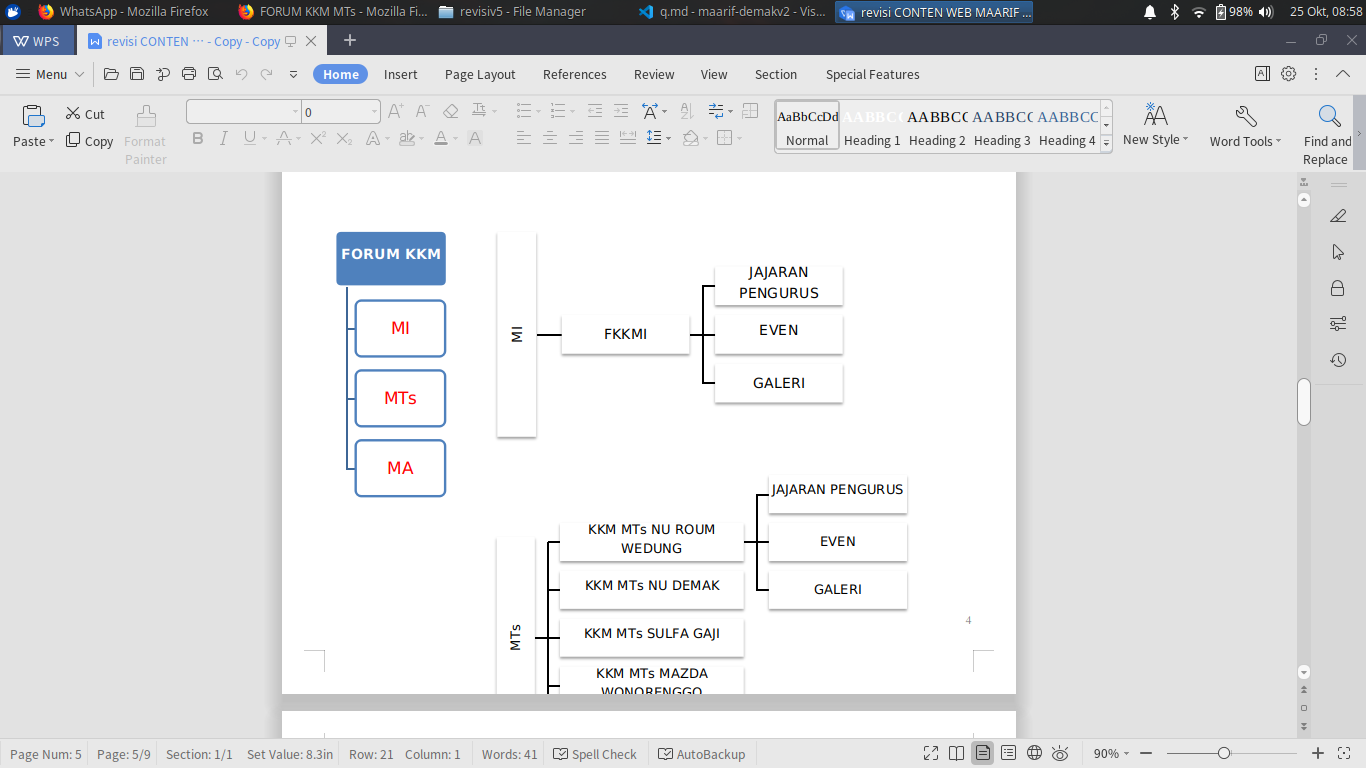 WhatsApp - Mozilla Firefox
FORUM KKM MTs - Mozilla Fi...
revisiv5 - File Manager
q.md - naarif-demakv2 - Vis...
revisi CONTEN WEB MAARIF ...
98%
25 Okt, 08:58
WPS
revisi CONTEN ··· - Copy - Copy
Menu
Home
Insert
Page Layout
References
Review
View
Section
Special Features
Paste
Cut
Copy
Format
Painter
0
AaBbCcDd
Normal
AABBCC
Heading 1
AABBCC
Heading 2
AABBCC
Heading 3
AABBCC
Heading 4
New Style
Word Tools
Find and
Replace
FORUM KKM
MI
MTs
MA
MI
FKKMI
JAJARAN
PENGURUS
EVEN
GALERI
MTs
KKM MTs NU ROUM
WEDUNG
KKM MTs NU DEMAK
KKM MTs SULFA GAJI
KKM MTs MAZDA
WONORENGGO
JAJARAN PENGURUS
EVEN
GALERI
4
Page Num: 5
Page: 5/9
Section: 1/1
Set Value: 8.3in
Row: 21
Column: 1
Words: 41
Spell Check
AutoBackup
90%